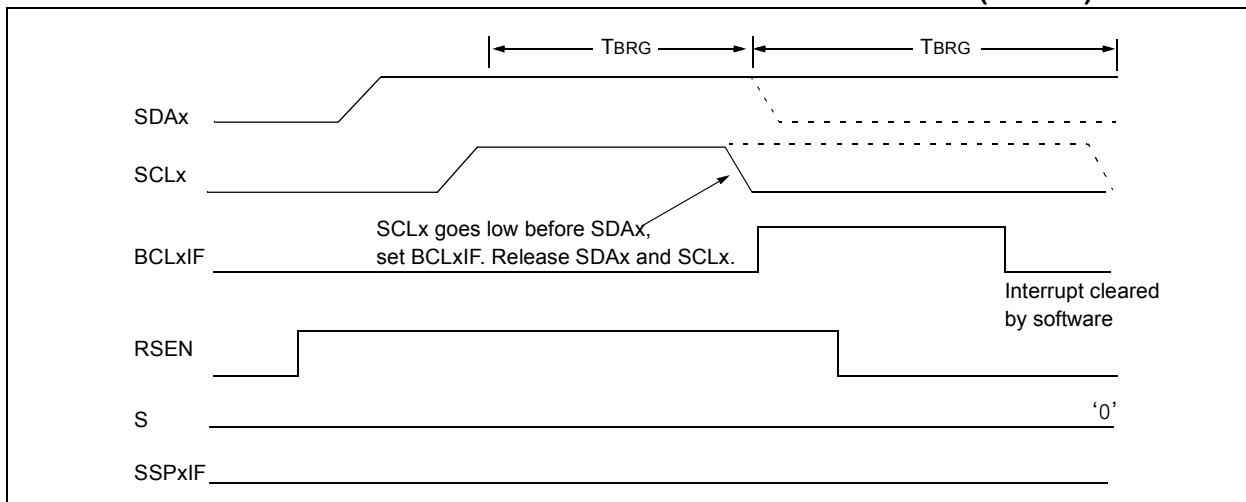 TBRG
TBRG
SDAx
SCLx
SCLx goes low before SDAx,
set BCLxIF. Release SDAx and SCLx.
BCLxIF
Interrupt cleared
by software
RSEN
S
‘0’
SSPxIF